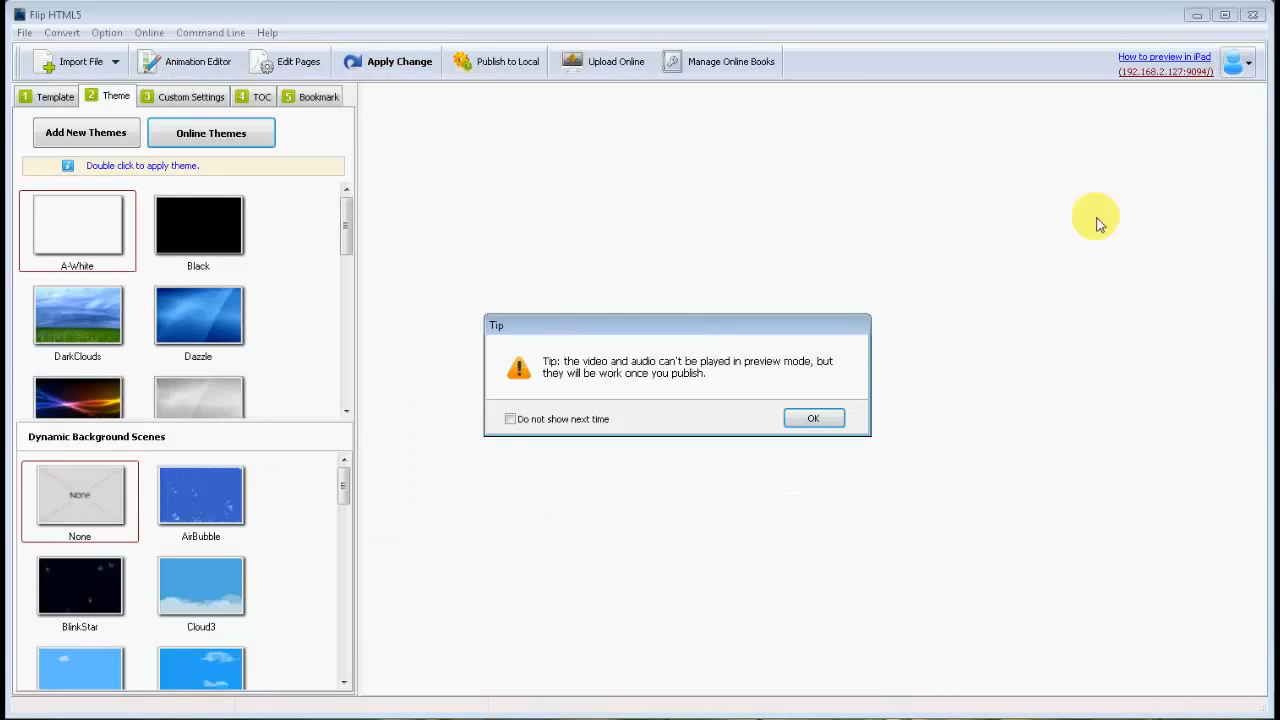 Flip HTML5
File Convert Option Online Command Line Help
Import File Animation Editor Edit Pages Apply Change Publish to Local Upload Online Manage Online Books
How to preview in iPad
(192.168.2.127:9094/)
1 Template 2 Theme 3 Custom Settings 4 TOC 5 Bookmark
Add New Themes Online Themes
Double click to apply theme.
A-White Black
DarkClouds Dazzle
Tip
Tip: the video and audio can't be played in preview mode, but
they will be work once you publish.
Do not show next time OK
Dynamic Background Scenes
None
None AirBubble
BlinkStar Cloud3